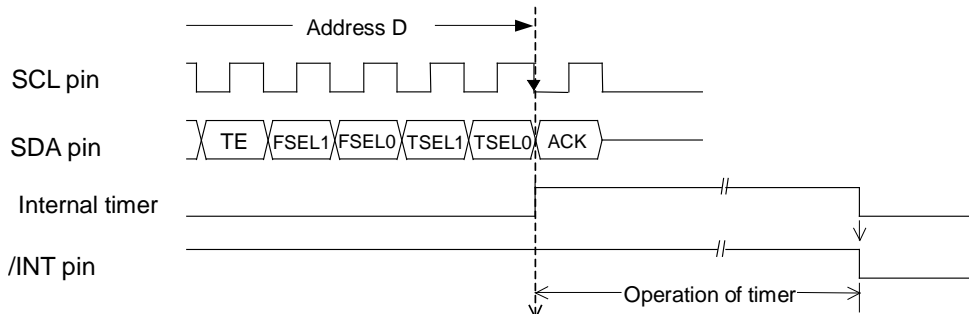 Address D
SCL pin
SDA pin
TE FSEL1 FSEL0 TSEL1 TSEL0 ACK
Internal timer
/INT pin
Operation of timer